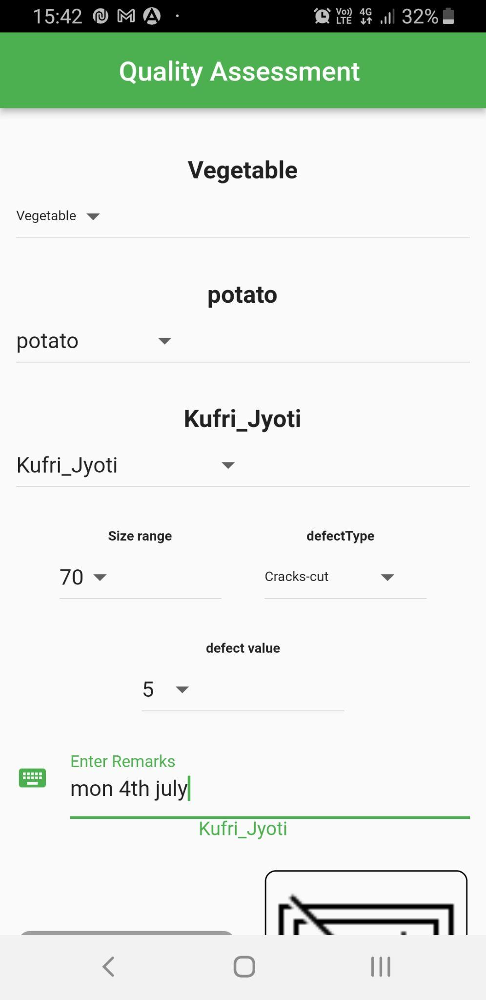 15:42 Vo)) LTE 4G 32%
Quality Assessment
Vegetable
Vegetable
potato
potato
Kufri_Jyoti
Kufri_Jyoti
Size range defectType
70 Cracks-cut
defect value
5
Enter Remarks
mon 4th july
Kufri_Jyoti